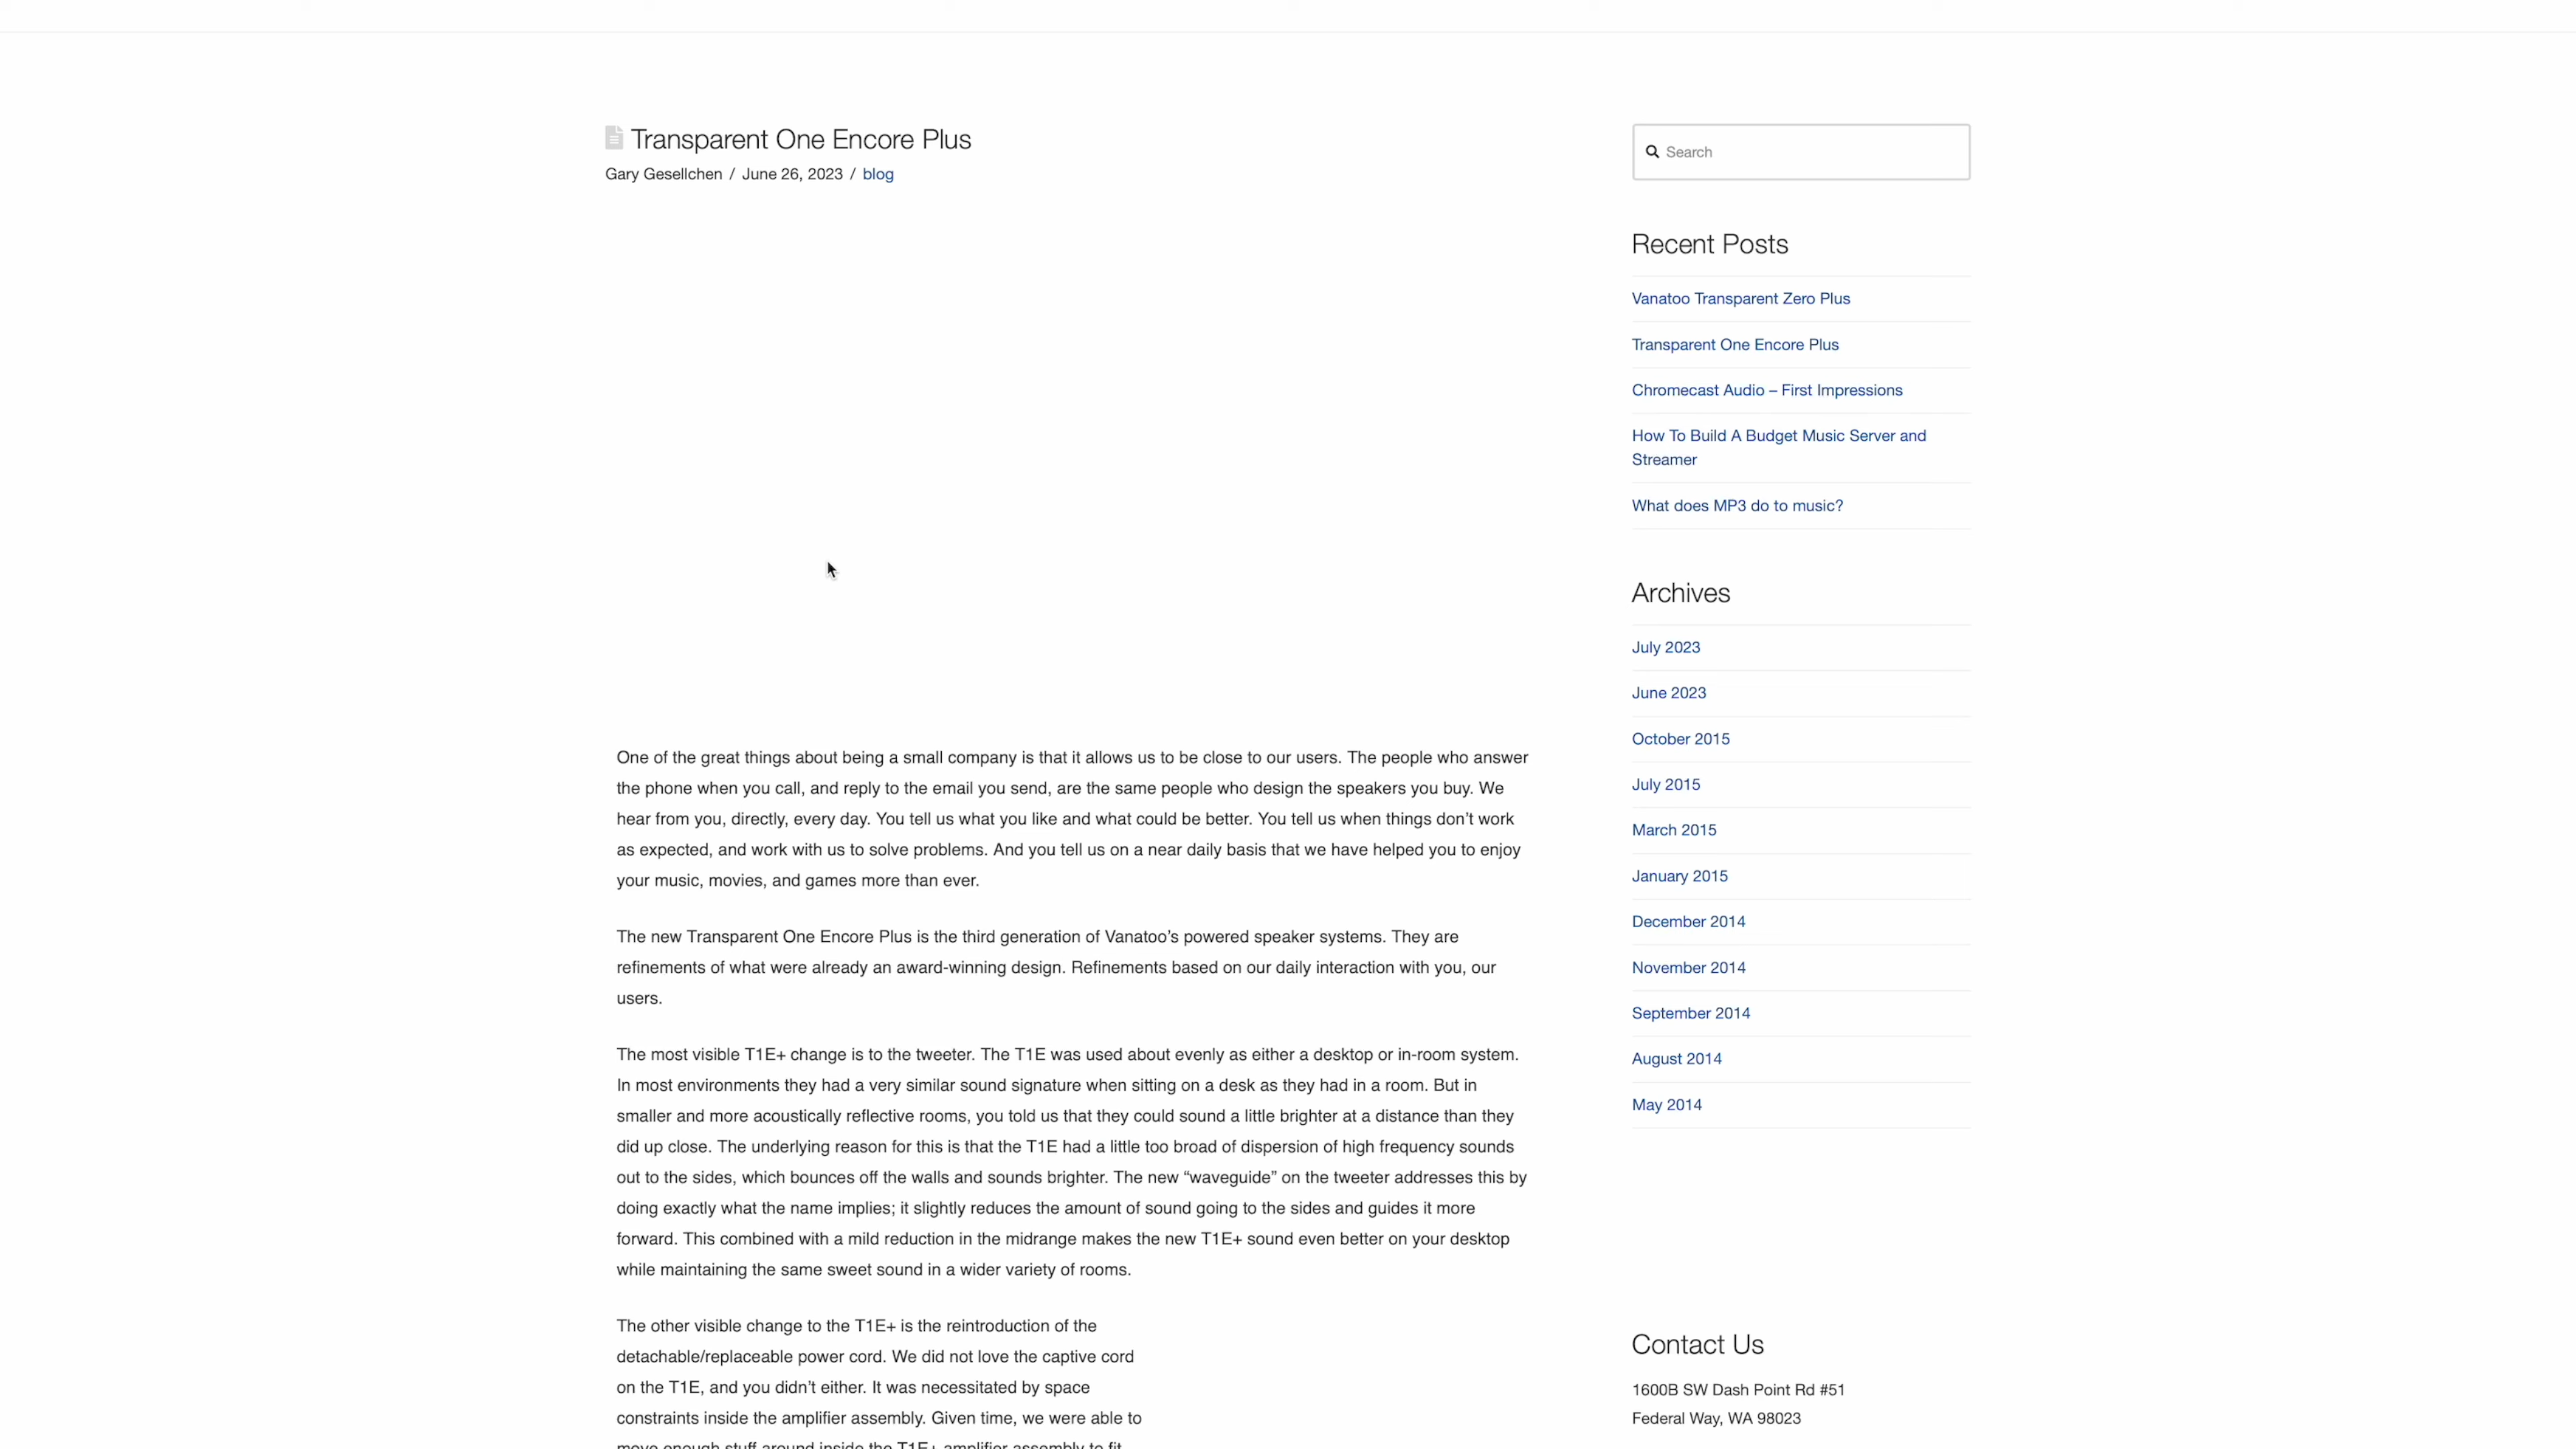 Transparent One Encore Plus
Gary Gesellchen / June 26, 2023 / blog
One of the great things about being a small company is that it allows us to be close to our users. The people who answer
the phone when you call, and reply to the email you send, are the same people who design the speakers you buy. We
hear from you, directly, every day. You tell us what you like and what could be better. You tell us when things don’t work
as expected, and work with us to solve problems. And you tell us on a near daily basis that we have helped you to enjoy
your music, movies, and games more than ever.
The new Transparent One Encore Plus is the third generation of Vanatoo’s powered speaker systems. They are
refinements of what were already an award-winning design. Refinements based on our daily interaction with you, our
users.
The most visible T1E+ change is to the tweeter. The T1E was used about evenly as either a desktop or in-room system.
In most environments they had a very similar sound signature when sitting on a desk as they had in a room. But in
smaller and more acoustically reflective rooms, you told us that they could sound a little brighter at a distance than they
did up close. The underlying reason for this is that the T1E had a little too broad of dispersion of high frequency sounds
out to the sides, which bounces off the walls and sounds brighter. The new “waveguide” on the tweeter addresses this by
doing exactly what the name implies; it slightly reduces the amount of sound going to the sides and guides it more
forward. This combined with a mild reduction in the midrange makes the new T1E+ sound even better on your desktop
while maintaining the same sweet sound in a wider variety of rooms.
The other visible change to the T1E+ is the reintroduction of the
detachable/replaceable power cord. We did not love the captive cord
on the T1E, and you didn’t either. It was necessitated by space
constraints inside the amplifier assembly. Given time, we were able to
move enough stuff around inside the T1E+ amplifier assembly to fit
Search
Recent Posts
Vanatoo Transparent Zero Plus
Transparent One Encore Plus
Chromecast Audio – First Impressions
How To Build A Budget Music Server and
Streamer
What does MP3 do to music?
Archives
July 2023
June 2023
October 2015
July 2015
March 2015
January 2015
December 2014
November 2014
September 2014
August 2014
May 2014
Contact Us
1600B SW Dash Point Rd #51
Federal Way, WA 98023